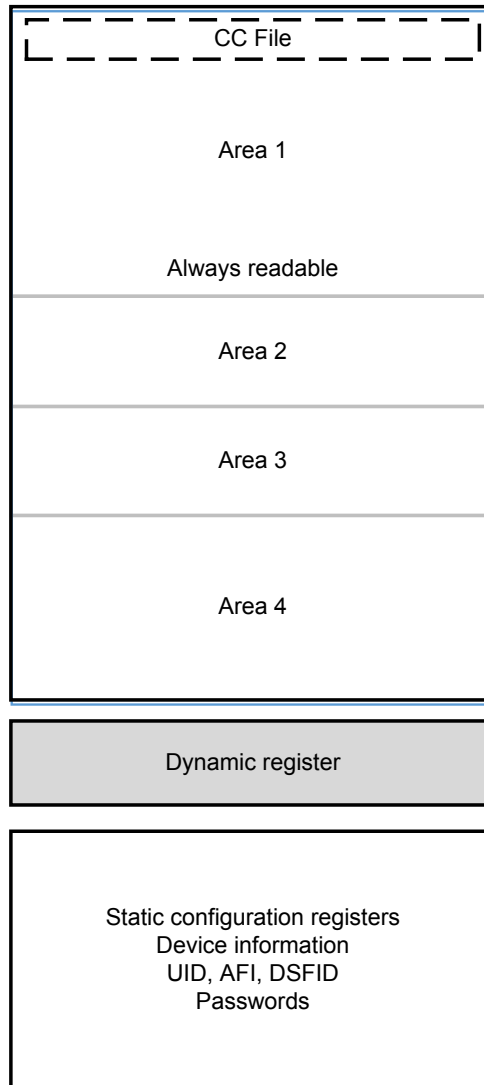 CC File
Area 1
Always readable
Area 2
Area 3
Area 4
Dynamic register
Static configuration registers
Device information
UID, AFI, DSFID
Passwords